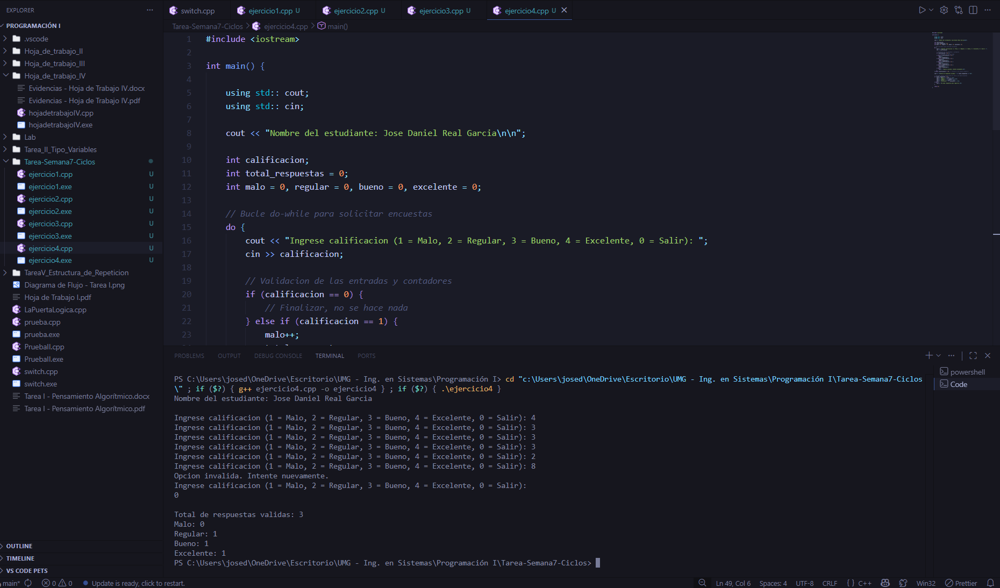 EXPLORER
PROGRAMACIÓN I
.vscode
Hoja_de_trabajo_II
Hoja_de_trabajo_III
Hoja_de_trabajo_IV
Evidencias - Hoja de Trabajo IV.docx
Evidencias - Hoja de Trabajo IV.pdf
hojadetrabajoIV.cpp
hojadetrabajoIV.exe
Lab
Tarea_II_Tipo_Variables
Tarea-Semana7-Ciclos
ejercicio1.cpp U
ejercicio1.exe U
ejercicio2.cpp U
ejercicio2.exe U
ejercicio3.cpp U
ejercicio3.exe U
ejercicio4.cpp U
ejercicio4.exe U
TareaV_Estructura_de_Repeticion
Diagrama de Flujo - Tarea I.png
Hoja de Trabajo I.pdf
LaPuertaLogica.cpp
prueba.cpp
prueba.exe
PruebaII.cpp
PruebaII.exe
switch.cpp
switch.exe
Tarea I - Pensamiento Algorítmico.docx
Tarea I - Pensamiento Algorítmico.pdf
OUTLINE
TIMELINE
VS CODE PETS
switch.cpp ejercicio1.cpp U ejercicio2.cpp U ejercicio3.cpp U ejercicio4.cpp U
Tarea-Semana7-Ciclos > ejercicio4.cpp > main()
1 #include <iostream>
2
3 int main() {
4
5 using std:: cout;
6 using std:: cin;
7
8 cout << "Nombre del estudiante: Jose Daniel Real Garcia\n\n";
9
10 int calificacion;
11 int total_respuestas = 0;
12 int malo = 0, regular = 0, bueno = 0, excelente = 0;
13
14 // Bucle do-while para solicitar encuestas
15 do {
16 cout << "Ingrese calificacion (1 = Malo, 2 = Regular, 3 = Bueno, 4 = Excelente, 0 = Salir): ";
17 cin >> calificacion;
18
19 // Validacion de las entradas y contadores
20 if (calificacion == 0) {
21 // Finalizar, no se hace nada
22 } else if (calificacion == 1) {
23 malo++;
PROBLEMS OUTPUT DEBUG CONSOLE TERMINAL PORTS
PS C:\Users\josed\OneDrive\Escritorio\UMG - Ing. en Sistemas\Programación I> cd "c:\Users\josed\OneDrive\Escritorio\UMG - Ing. en Sistemas\Programación I\Tarea-Semana7-Ciclos
\" ; if ($?) { g++ ejercicio4.cpp -o ejercicio4 } ; if ($?) { .\ejercicio4 }
Nombre del estudiante: Jose Daniel Real Garcia
Ingrese calificacion (1 = Malo, 2 = Regular, 3 = Bueno, 4 = Excelente, 0 = Salir): 4
Ingrese calificacion (1 = Malo, 2 = Regular, 3 = Bueno, 4 = Excelente, 0 = Salir): 3
Ingrese calificacion (1 = Malo, 2 = Regular, 3 = Bueno, 4 = Excelente, 0 = Salir): 3
Ingrese calificacion (1 = Malo, 2 = Regular, 3 = Bueno, 4 = Excelente, 0 = Salir): 3
Ingrese calificacion (1 = Malo, 2 = Regular, 3 = Bueno, 4 = Excelente, 0 = Salir): 2
Ingrese calificacion (1 = Malo, 2 = Regular, 3 = Bueno, 4 = Excelente, 0 = Salir): 8
Opcion invalida. Intente nuevamente.
Ingrese calificacion (1 = Malo, 2 = Regular, 3 = Bueno, 4 = Excelente, 0 = Salir):
0
Total de respuestas validas: 3
Malo: 0
Regular: 1
Bueno: 1
Excelente: 1
PS C:\Users\josed\OneDrive\Escritorio\UMG - Ing. en Sistemas\Programación I\Tarea-Semana7-Ciclos>
powershell
Code
main* 0 0 Update is ready, click to restart. Ln 49, Col 6 Spaces: 4 UTF-8 CRLF {} C++ Win32 Prettier